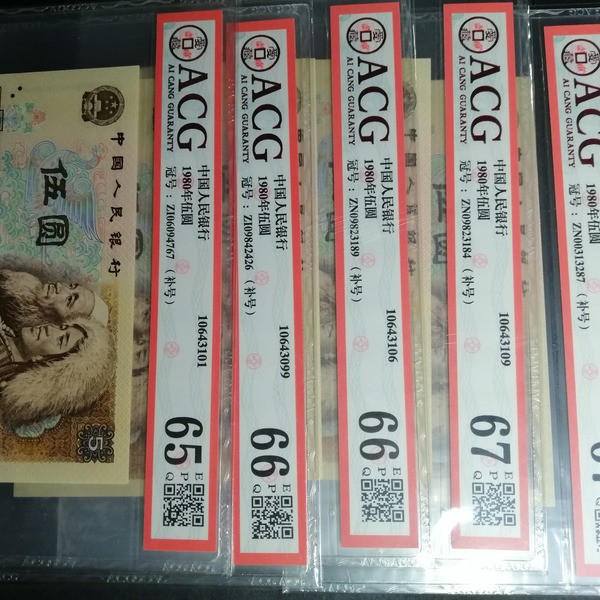 中国人民银行
伍圆
5
ACG
AI CANG GUARANTY
中国人民银行
1980年伍圆
冠号：ZJ06094767（补号）
10643101
65
EPQ
ACG
AI CANG GUARANTY
中国人民银行
1980年伍圆
冠号：ZJ09842426（补号）
10643099
66
EPQ
ACG
AI CANG GUARANTY
中国人民银行
1980年伍圆
冠号：ZN09823189（补号）
10643106
66
EPQ
ACG
AI CANG GUARANTY
中国人民银行
1980年伍圆
冠号：ZN09823184（补号）
10643109
67
EPQ
ACG
AI CANG GUARANTY
1980年伍圆
冠号：ZN00313287（补号）